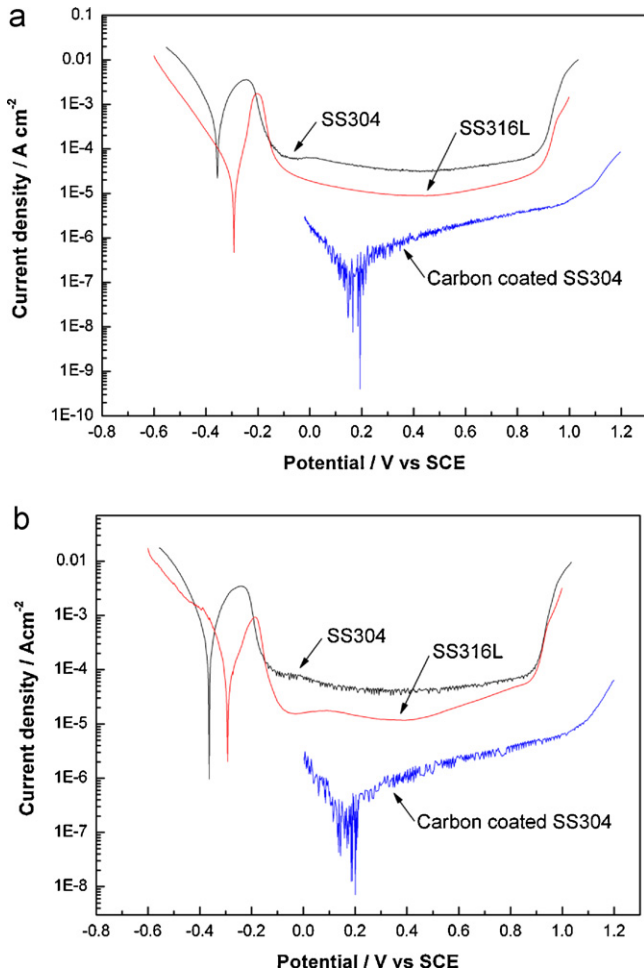 a
0.1
0.01
1E-3
1E-4
1E-5
1E-6
1E-7
1E-8
1E-9
1E-10
Current density / A cm-2
SS304
SS316L
Carbon coated SS304
-0.8 -0.6 -0.4 -0.2 0.0 0.2 0.4 0.6 0.8 1.0 1.2
Potential / V vs SCE
b
0.01
1E-3
1E-4
1E-5
1E-6
1E-7
1E-8
Current density / Acm-2
SS304
SS316L
Carbon coated SS304
-0.8 -0.6 -0.4 -0.2 0.0 0.2 0.4 0.6 0.8 1.0 1.2
Potential / V vs SCE